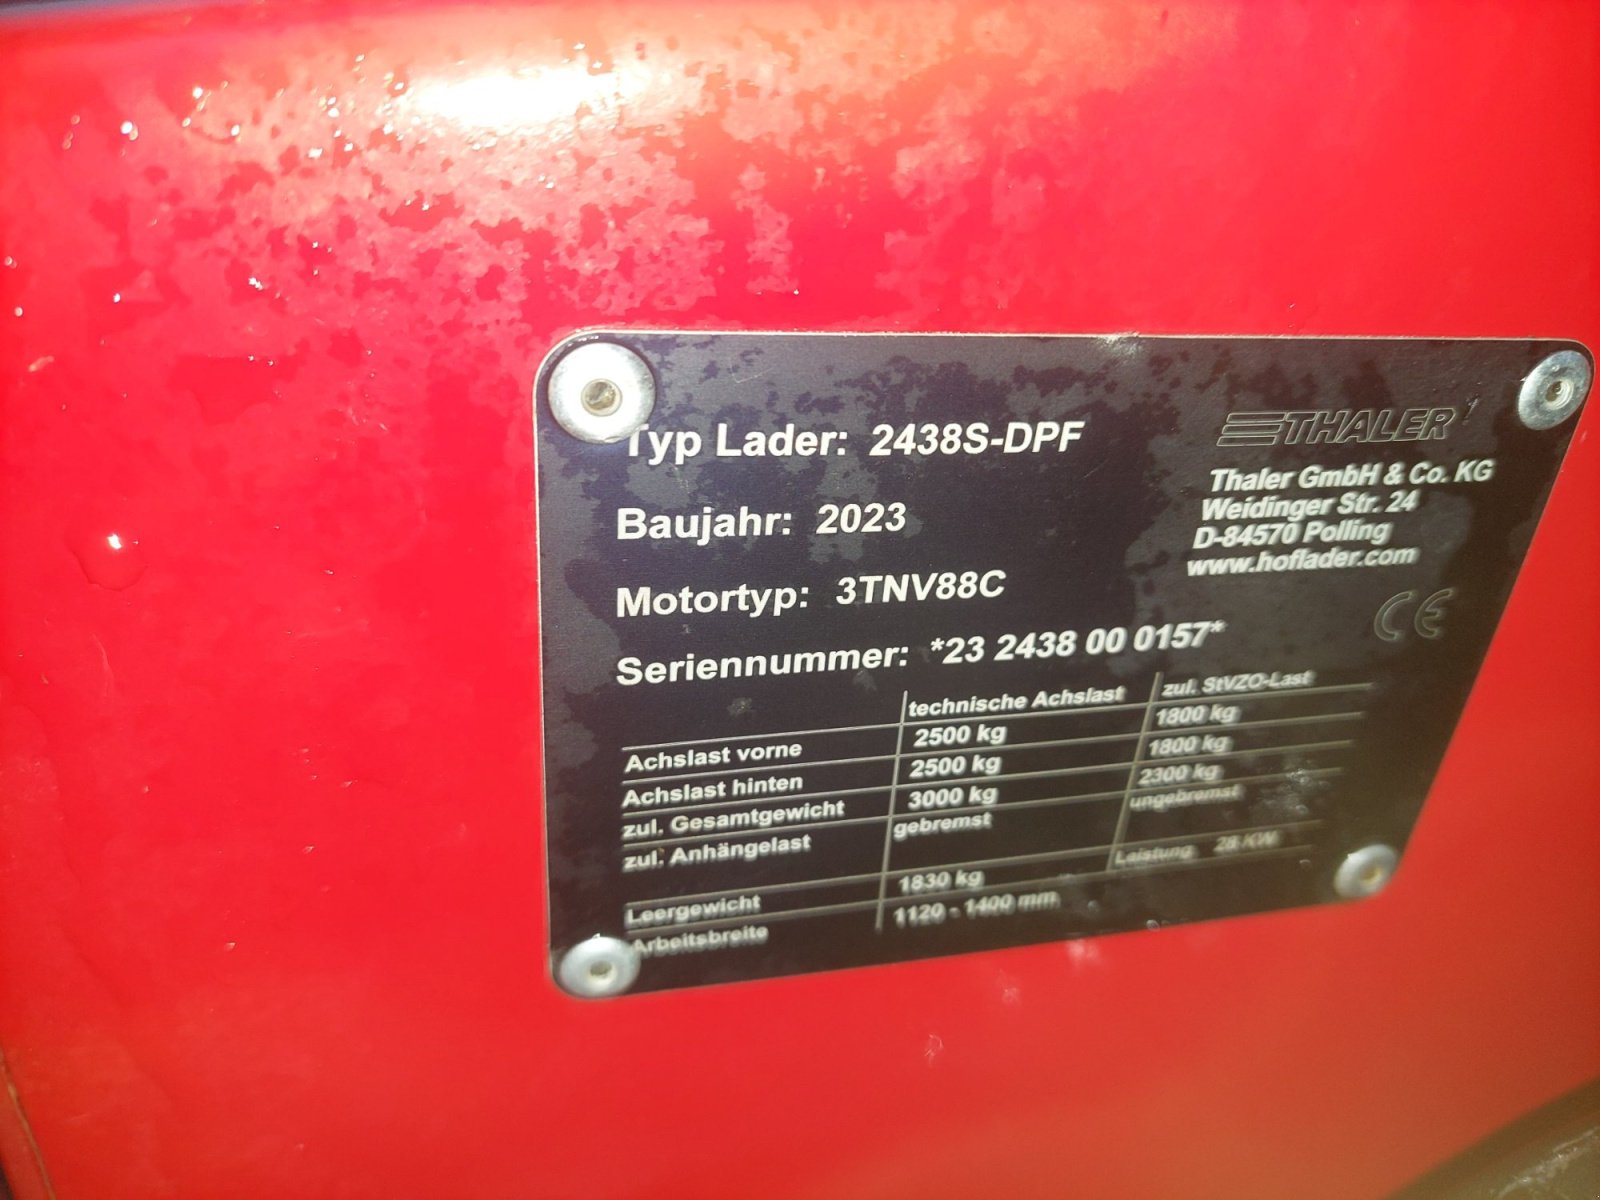 Typ Lader: 2438S-DPF
Baujahr: 2023
Motortyp: 3TNV88C
Seriennummer: *23 2438 00 0157*
THALER
Thaler GmbH & Co. KG
Weidinger Str. 24
D-84570 Polling
www.hoflader.com
CE
technische Achslast zul. StVZO-Last
Achslast vorne 2500 kg 1800 kg
Achslast hinten 2500 kg 1800 kg
zul. Gesamtgewicht 3000 kg 2300 kg
zul. Anhängelast gebremst ungebremst
Leergewicht 1830 kg Leistung 28 KW
Arbeitsbreite 1120 - 1400 mm